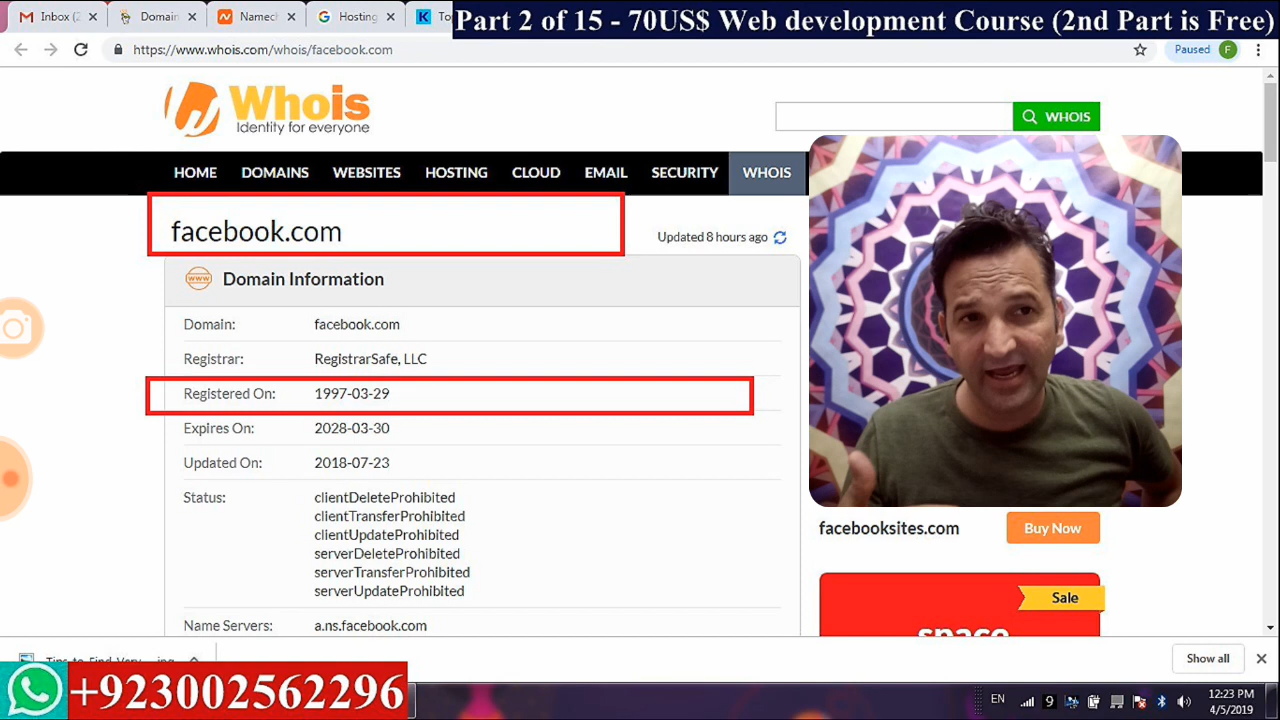 Part 2 of 15 - 70US$ Web development Course (2nd Part is Free)
Inbox (2
Domain
Namech
Hosting
https://www.whois.com/whois/facebook.com
Paused
F
Whois
Identity for everyone
WHOIS
HOME DOMAINS WEBSITES HOSTING CLOUD EMAIL SECURITY WHOIS
facebook.com
Updated 8 hours ago
www
Domain Information
Domain: facebook.com
Registrar: RegistrarSafe, LLC
Registered On: 1997-03-29
Expires On: 2028-03-30
Updated On: 2018-07-23
Status: clientDeleteProhibited
clientTransferProhibited
clientUpdateProhibited
serverDeleteProhibited
serverTransferProhibited
serverUpdateProhibited
Name Servers: a.ns.facebook.com
facebooksites.com
Buy Now
Sale
space
Show all
+923002562296
EN
9
12:23 PM
4/5/2019